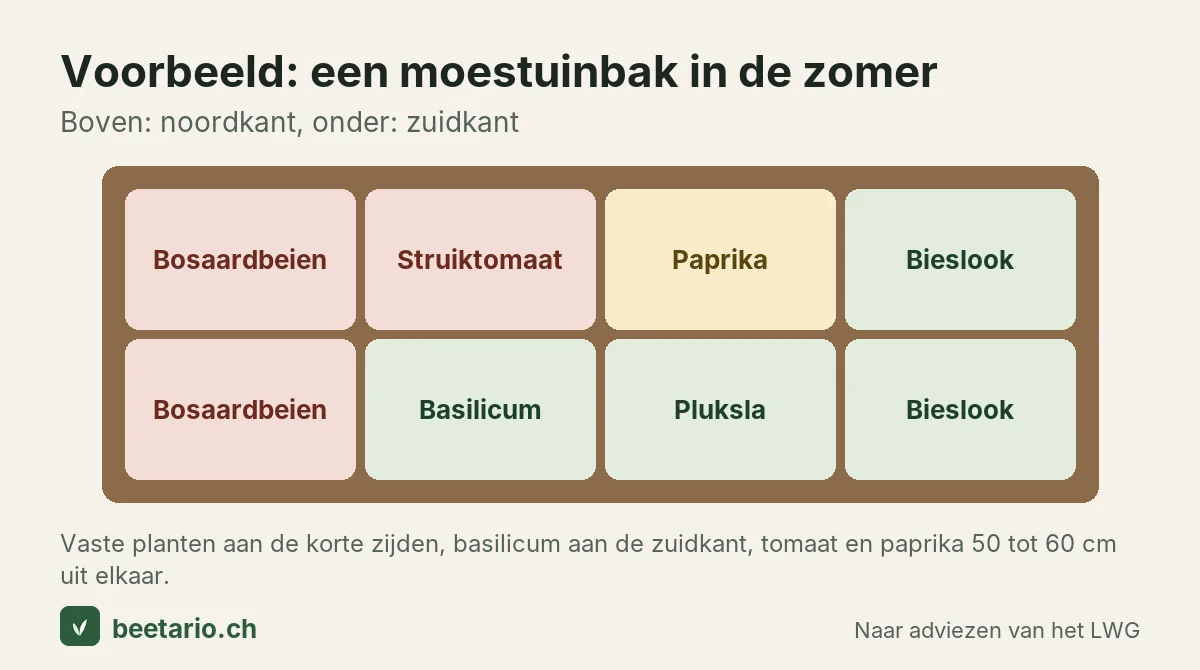 Voorbeeld: een moestuinbak in de zomer
Boven: noordkant, onder: zuidkant
Bosaardbeien
Struiktomaat
Paprika
Bieslook
Bosaardbeien
Basilicum
Pluksla
Bieslook
Vaste planten aan de korte zijden, basilicum aan de zuidkant, tomaat en paprika 50 tot 60 cm
uit elkaar.
beetario.ch
Naar adviezen van het LWG